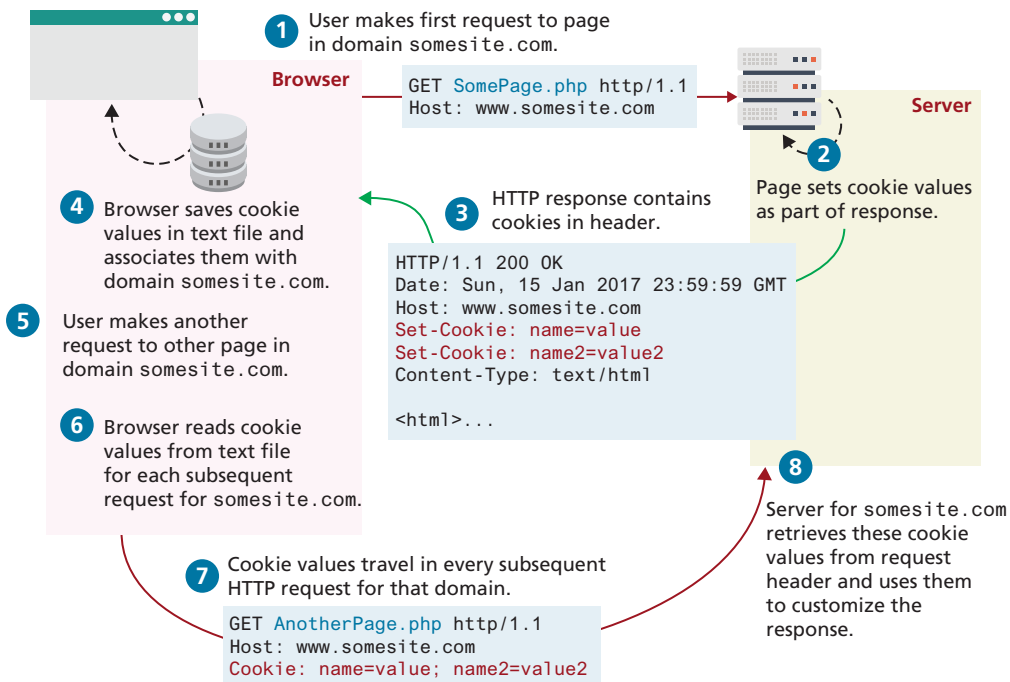 1
User makes first request to page
in domain somesite.com.
Browser
GET SomePage.php http/1.1
Host: www.somesite.com
Server
2
Page sets cookie values
as part of response.
3
HTTP response contains
cookies in header.
HTTP/1.1 200 OK
Date: Sun, 15 Jan 2017 23:59:59 GMT
Host: www.somesite.com
Set-Cookie: name=value
Set-Cookie: name2=value2
Content-Type: text/html
<html>...
4
Browser saves cookie
values in text file and
associates them with
domain somesite.com.
5
User makes another
request to other page in
domain somesite.com.
6
Browser reads cookie
values from text file
for each subsequent
request for somesite.com.
7
Cookie values travel in every subsequent
HTTP request for that domain.
GET AnotherPage.php http/1.1
Host: www.somesite.com
Cookie: name=value; name2=value2
8
Server for somesite.com
retrieves these cookie
values from request
header and uses them
to customize the
response.